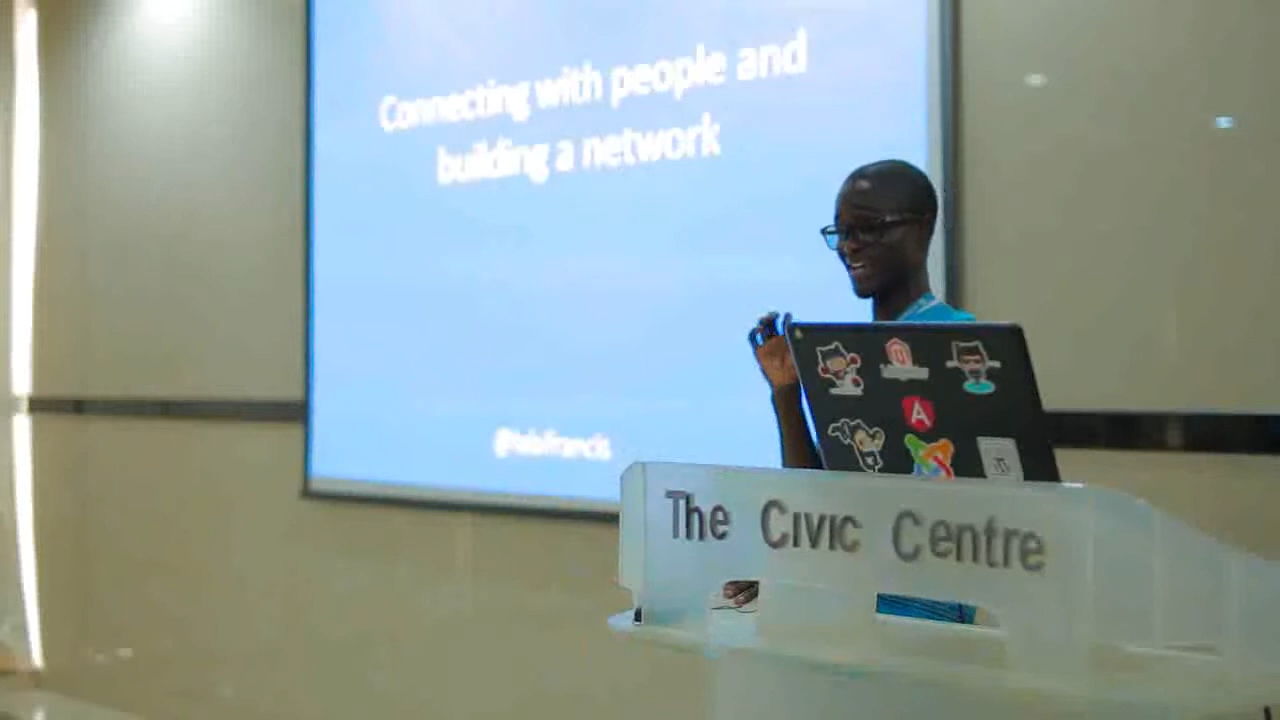 Connecting with people and
building a network
The Civic Centre